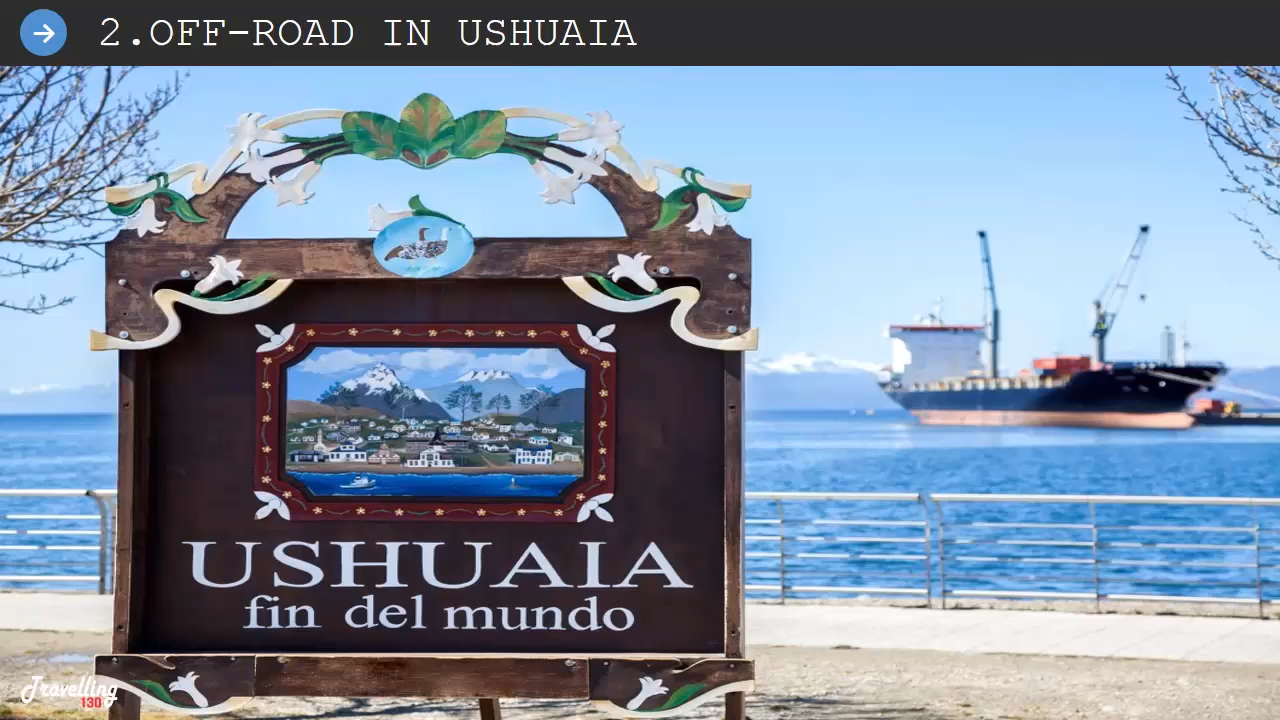 2.OFF-ROAD IN USHUAIA
USHUAIA
fin del mundo
Travelling
130